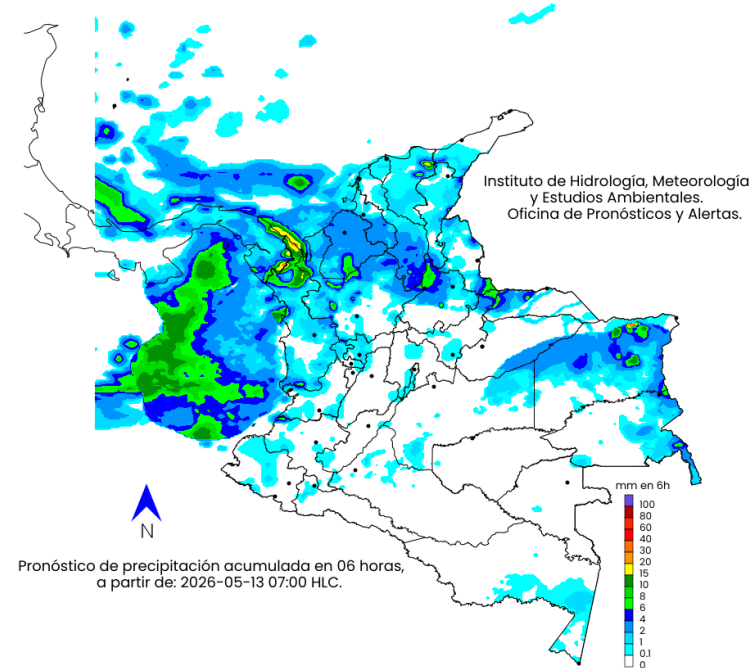 Instituto de Hidrología, Meteorología
y Estudios Ambientales.
Oficina de Pronósticos y Alertas.
mm en 6h
100
80
60
40
30
20
15
10
8
6
4
2
1
0.1
0
N
Pronóstico de precipitación acumulada en 06 horas,
a partir de: 2026-05-13 07:00 HLC.